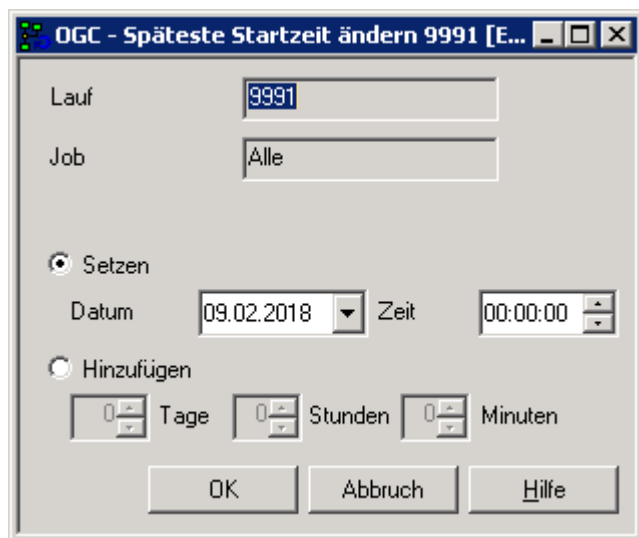 OGC - Späteste Startzeit ändern 9991 [E...
Lauf 9991
Job Alle
Setzen
Datum 09.02.2018 Zeit 00:00:00
Hinzufügen
0 Tage 0 Stunden 0 Minuten
OK Abbruch Hilfe